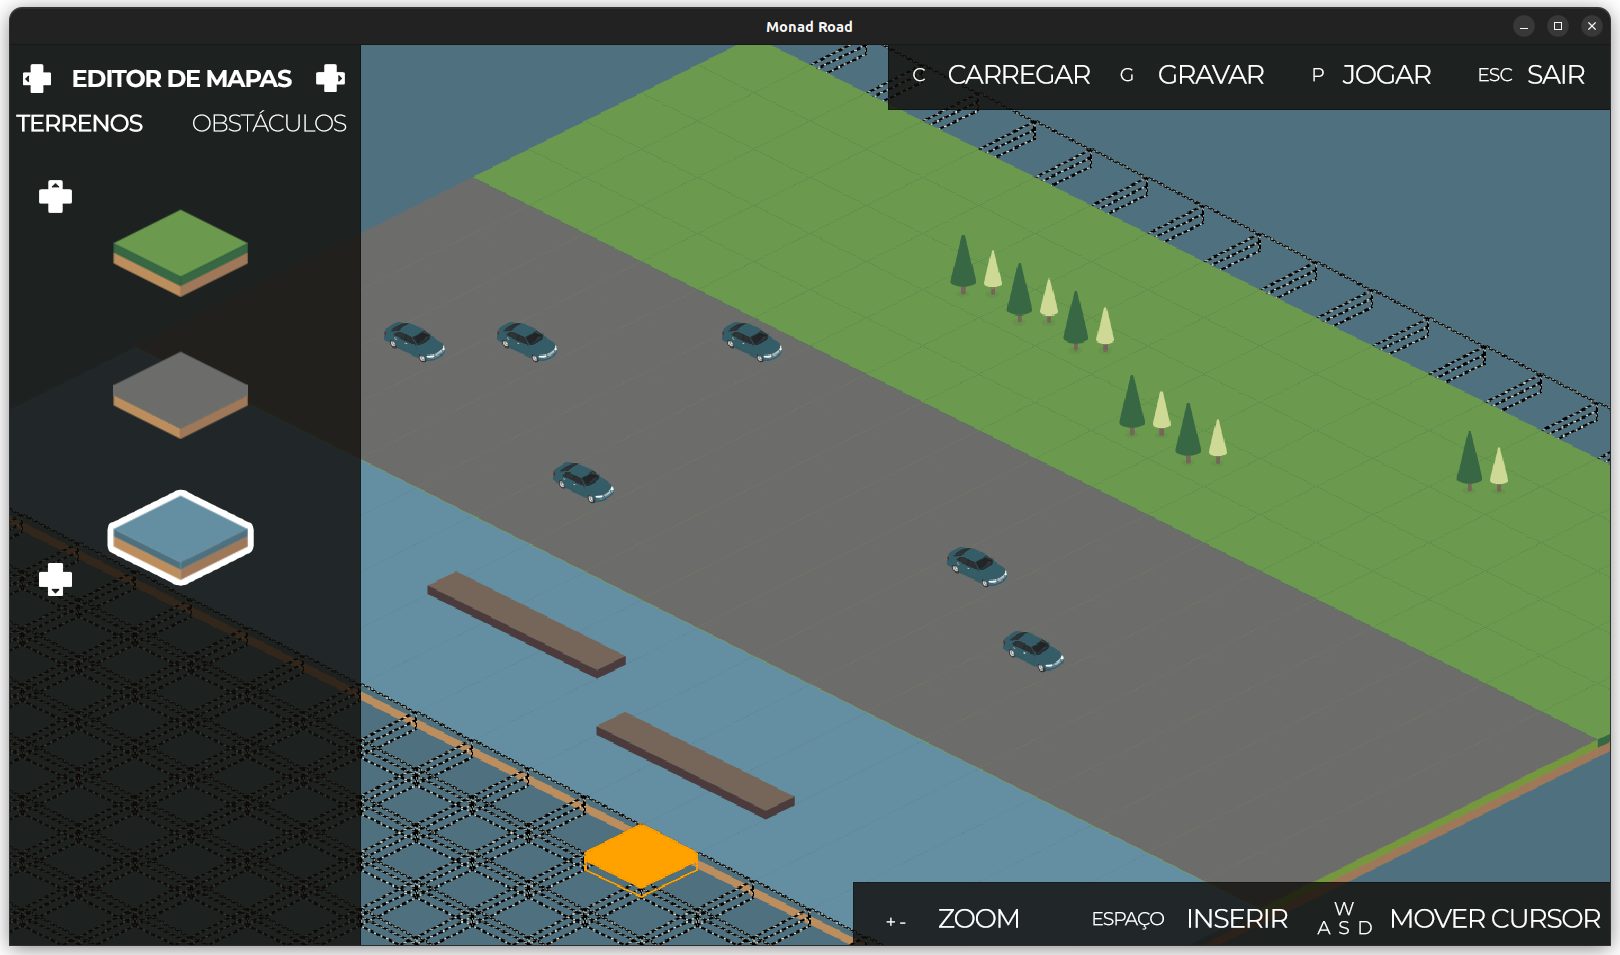 Monad Road
EDITOR DE MAPAS
TERRENOS OBSTÁCULOS
C CARREGAR G GRAVAR P JOGAR ESC SAIR
+ - ZOOM ESPAÇO INSERIR W A S D MOVER CURSOR